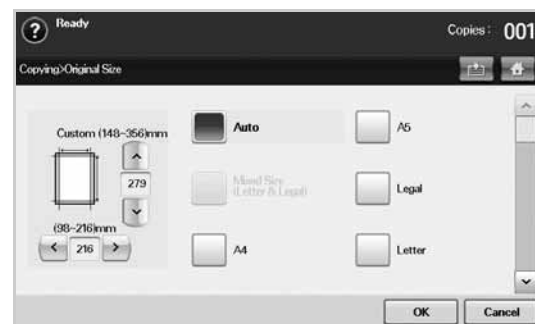 ? Ready
Copies: 001
Copying>Original Size
Custom (148~356)mm
279
(98~216)mm
216
Auto
Mixed Size
(Letter & Legal)
A4
A5
Legal
Letter
OK
Cancel